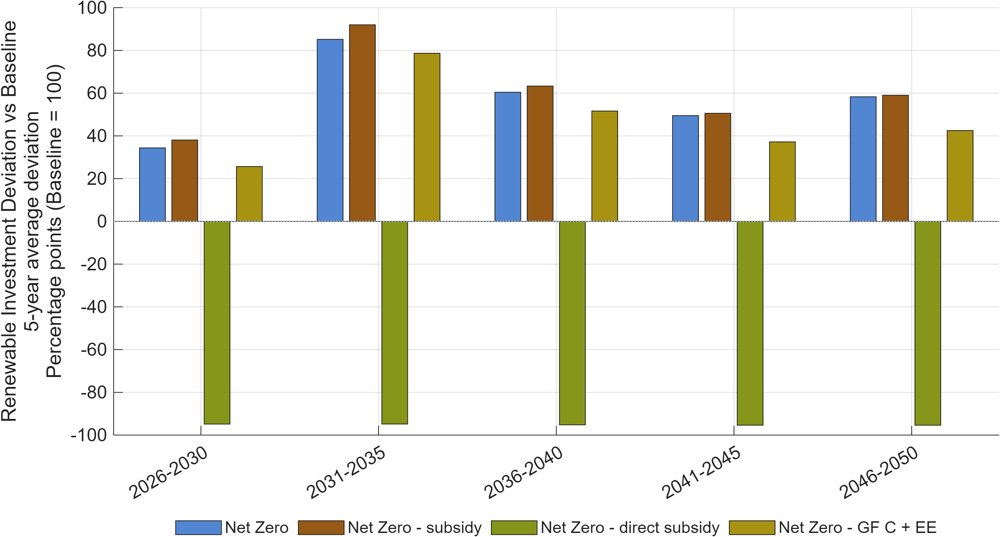 Renewable Investment Deviation vs Baseline
5-year average deviation
Percentage points (Baseline = 100)
100
80
60
40
20
0
-20
-40
-60
-80
-100
2026-2030
2031-2035
2036-2040
2041-2045
2046-2050
Net Zero
Net Zero - subsidy
Net Zero - direct subsidy
Net Zero - GF C + EE